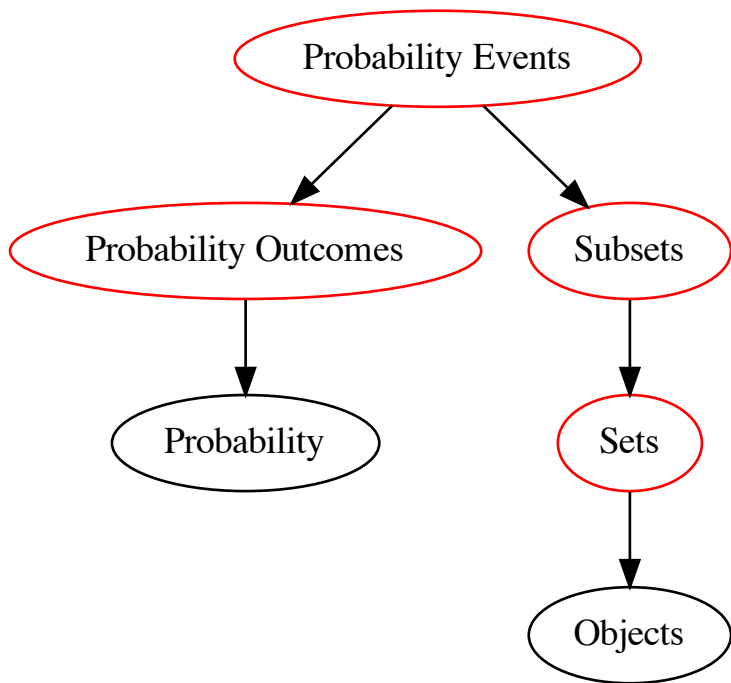 Probability Events
Probability Outcomes
Subsets
Probability
Sets
Objects